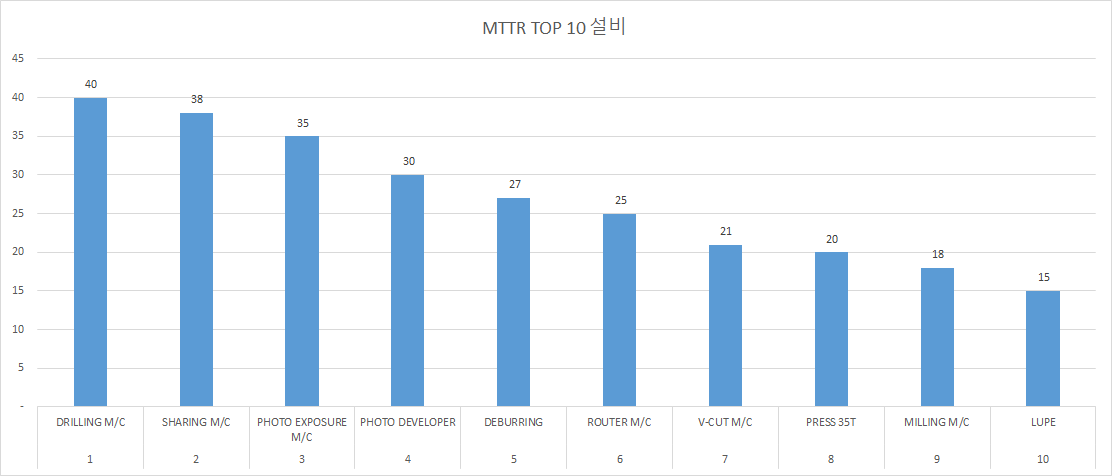 MTTR TOP 10 설비
45
40
35
30
25
20
15
10
5
-
40
38
35
30
27
25
21
20
18
15
DRILLING M/C
SHARING M/C
PHOTO EXPOSURE
M/C
PHOTO DEVELOPER
DEBURRING
ROUTER M/C
V-CUT M/C
PRESS 35T
MILLING M/C
LUPE
1
2
3
4
5
6
7
8
9
10